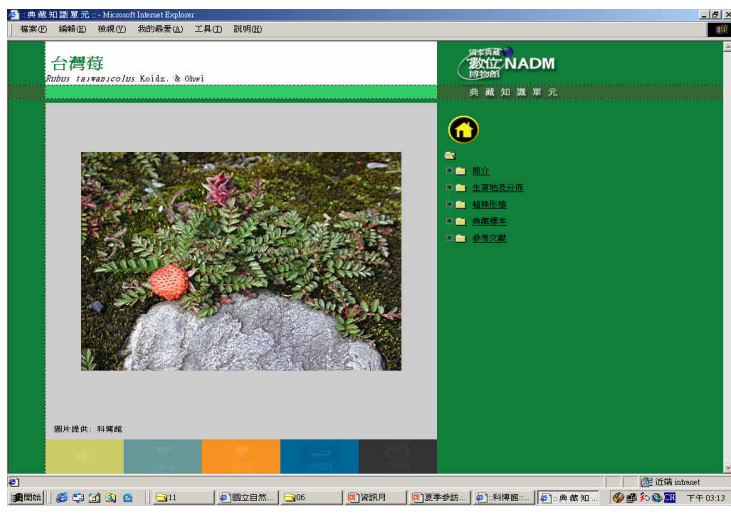 :: 典 藏 知 識 單 元 :: - Microsoft Internet Explorer
檔案(F) 編輯(E) 檢視(V) 我的最愛(A) 工具(T) 說明(H)
台灣莓
Rubus taiwanicolus Koidz. & Ohwi
國家典藏
數位 NADM
博物館
典 藏 知 識 單 元
簡介
生育地及分佈
植株形態
典藏標本
參考文獻
圖片提供: 科博館
近端 intranet
開始
11
國立自然...
06
資訊月
夏季參訪...
::科博館::...
:: 典 藏 知 ...
CH
下午 03:13